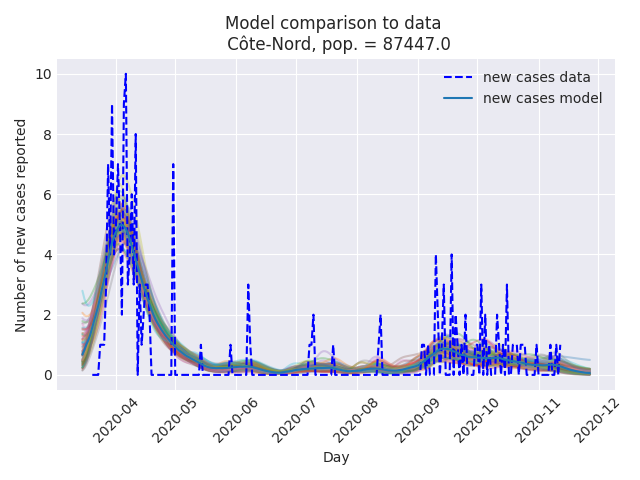 Model comparison to data
Côte-Nord, pop. = 87447.0
new cases data
new cases model
Number of new cases reported
10
8
6
4
2
0
2020-04
2020-05
2020-06
2020-07
2020-08
2020-09
2020-10
2020-11
2020-12
Day